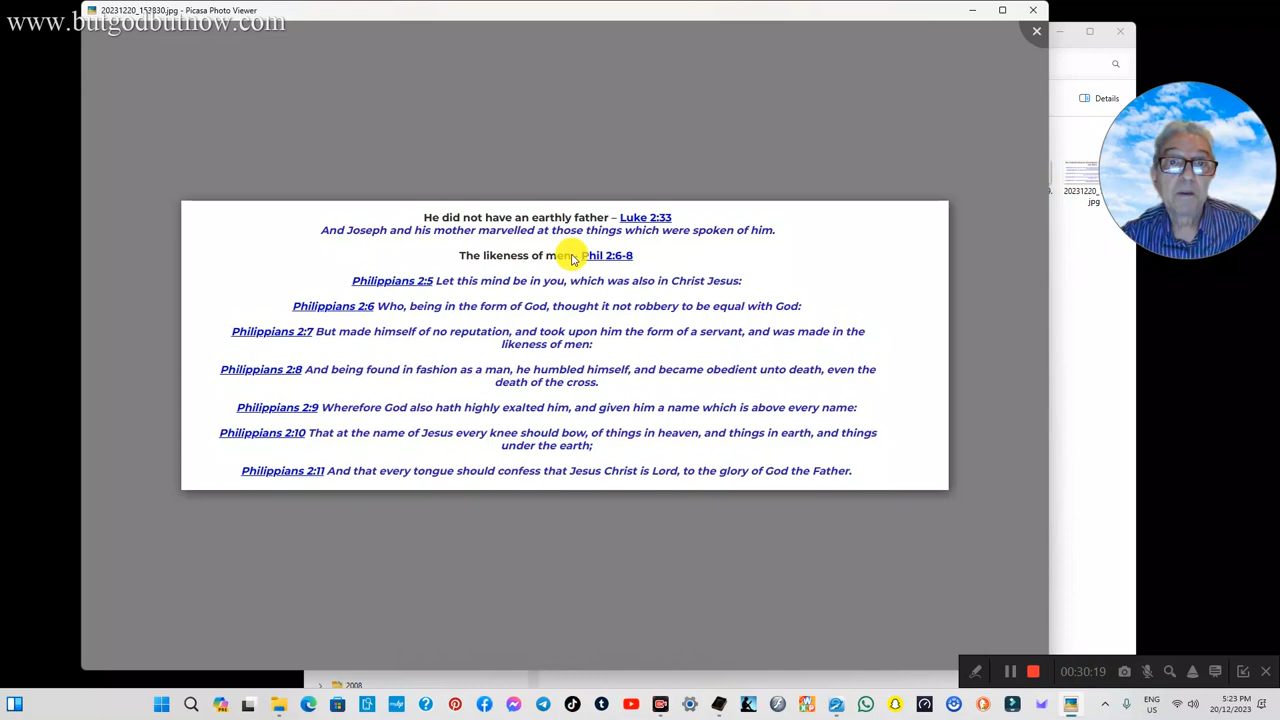 20231220_153830.jpg - Picasa Photo Viewer
www.butgodbutnow.com
Details
20231220_
jpg
He did not have an earthly father – Luke 2:33
And Joseph and his mother marvelled at those things which were spoken of him.
The likeness of men Phil 2:6-8
Philippians 2:5 Let this mind be in you, which was also in Christ Jesus:
Philippians 2:6 Who, being in the form of God, thought it not robbery to be equal with God:
Philippians 2:7 But made himself of no reputation, and took upon him the form of a servant, and was made in the
likeness of men:
Philippians 2:8 And being found in fashion as a man, he humbled himself, and became obedient unto death, even the
death of the cross.
Philippians 2:9 Wherefore God also hath highly exalted him, and given him a name which is above every name:
Philippians 2:10 That at the name of Jesus every knee should bow, of things in heaven, and things in earth, and things
under the earth;
Philippians 2:11 And that every tongue should confess that Jesus Christ is Lord, to the glory of God the Father.
2008
00:30:19
ENG
US
5:23 PM
20/12/2023